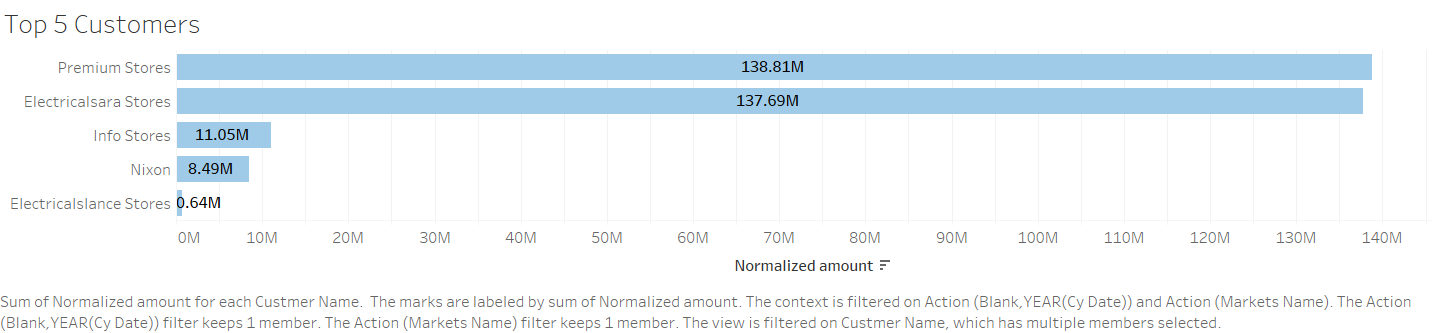 Top 5 Customers
Premium Stores 138.81M
Electricalsara Stores 137.69M
Info Stores 11.05M
Nixon 8.49M
Electricalslance Stores 0.64M
0M 10M 20M 30M 40M 50M 60M 70M 80M 90M 100M 110M 120M 130M 140M
Normalized amount
Sum of Normalized amount for each Custmer Name. The marks are labeled by sum of Normalized amount. The context is filtered on Action (Blank,YEAR(Cy Date)) and Action (Markets Name). The Action
(Blank,YEAR(Cy Date)) filter keeps 1 member. The Action (Markets Name) filter keeps 1 member. The view is filtered on Custmer Name, which has multiple members selected.